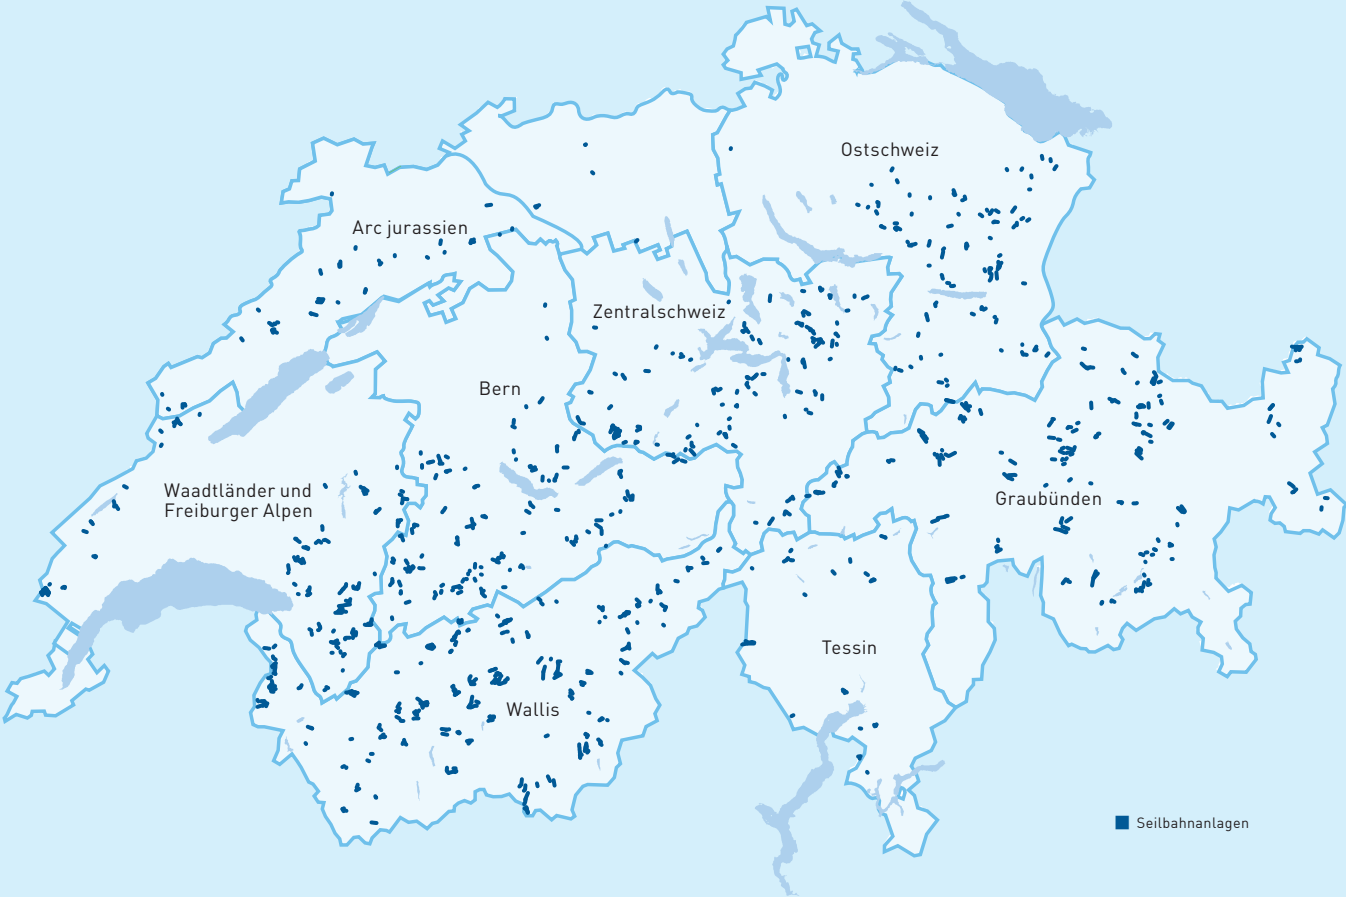 Ostschweiz
Arc jurassien
Zentralschweiz
Bern
Waadtländer und
Freiburger Alpen
Graubünden
Tessin
Wallis
Seilbahnanlagen